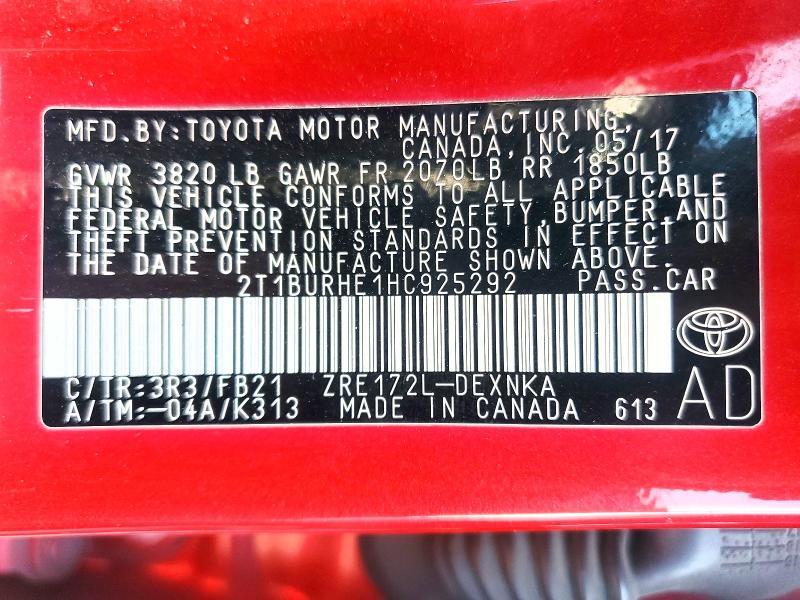 MFD.BY:TOYOTA MOTOR MANUFACTURING,
CANADA,INC. 05/17
GVWR 3820 LB GAWR FR 2070LB RR 1850LB
THIS VEHICLE CONFORMS TO ALL APPLICABLE
FEDERAL MOTOR VEHICLE SAFETY,BUMPER,AND
THEFT PREVENTION STANDARDS IN EFFECT ON
THE DATE OF MANUFACTURE SHOWN ABOVE.
2T1BURHE1HC925292 PASS.CAR
C/TR:3R3/FB21 ZRE172L-DEXNKA
A/TM:-04A/K313 MADE IN CANADA 613 AD